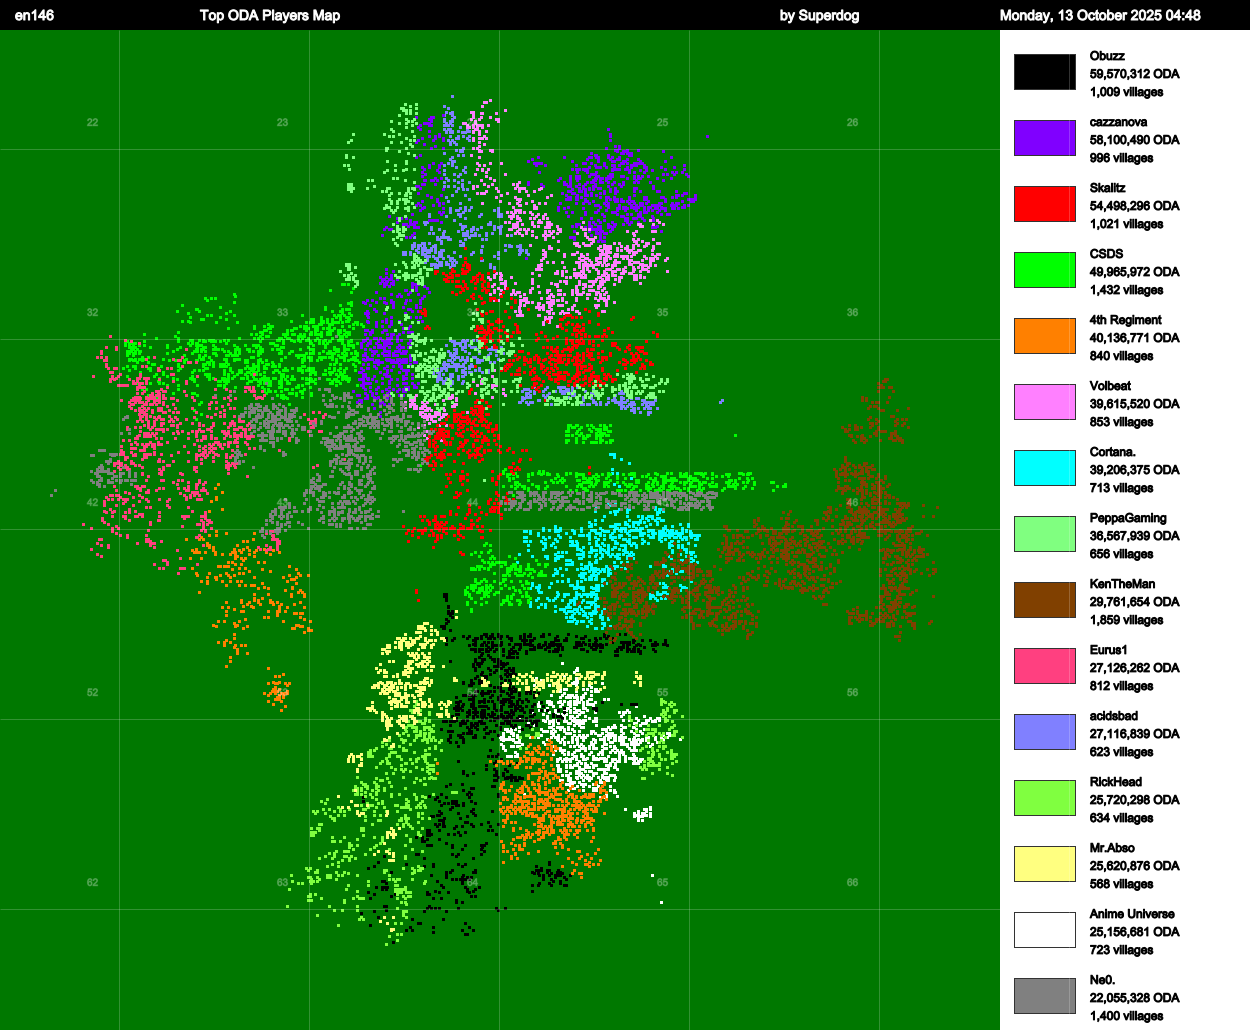 en146 Top ODA Players Map by Superdog Monday, 13 October 2025 04:48
22 23 25 26
32 33 34 35 36
42 43 44 45 46
52 53 54 55 56
62 63 64 65 66
Obuzz
59,570,312 ODA
1,009 villages
cazzanova
58,100,490 ODA
996 villages
Skalitz
54,498,296 ODA
1,021 villages
CSDS
49,965,972 ODA
1,432 villages
4th Regiment
40,136,771 ODA
840 villages
Volbeat
39,615,520 ODA
853 villages
Cortana.
39,206,375 ODA
713 villages
PeppaGaming
36,567,939 ODA
656 villages
KenTheMan
29,761,654 ODA
1,859 villages
Eurus1
27,126,262 ODA
812 villages
acidsbad
27,116,839 ODA
623 villages
RickHead
25,720,298 ODA
634 villages
Mr.Abso
25,620,876 ODA
568 villages
Anime Universe
25,156,681 ODA
723 villages
Ne0.
22,055,328 ODA
1,400 villages